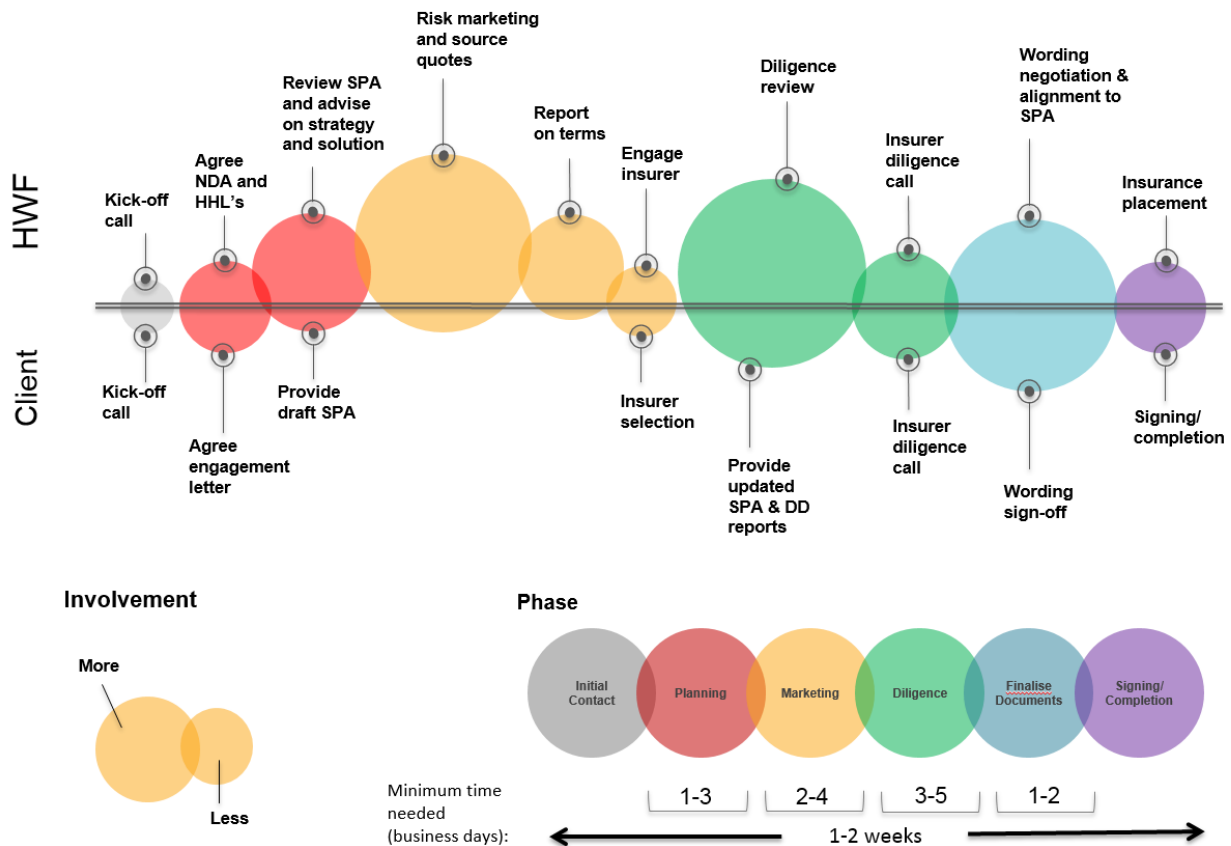 HWF
Client
Kick-off
call
Agree
NDA and
HHL's
Review SPA
and advise
on strategy
and solution
Risk marketing
and source
quotes
Report
on terms
Engage
insurer
Diligence
review
Insurer
diligence
call
Wording
negotiation &
alignment to
SPA
Insurance
placement
Kick-off
call
Agree
engagement
letter
Provide
draft SPA
Insurer
selection
Provide
updated
SPA & DD
reports
Insurer
diligence
call
Wording
sign-off
Signing/
completion
Involvement
More
Less
Phase
Initial
Contact
Planning
Marketing
Diligence
Finalise
Documents
Signing/
Completion
Minimum time
needed
(business days):
1-3
2-4
3-5
1-2
1-2 weeks